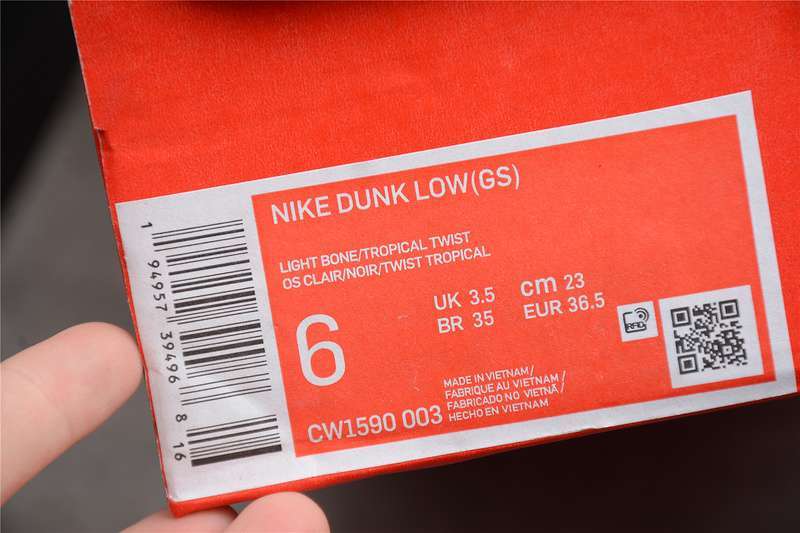 NIKE DUNK LOW(GS)
LIGHT BONE/TROPICAL TWIST
OS CLAIR/NOIR/TWIST TROPICAL
6
UK 3.5 cm 23
BR 35 EUR 36.5
MADE IN VIETNAM/
FABRIQUE AU VIETNAM/
FABRICADO NO VIETNÃ/
HECHO EN VIETNAM
CW1590 003
1 94957 39496 8 16